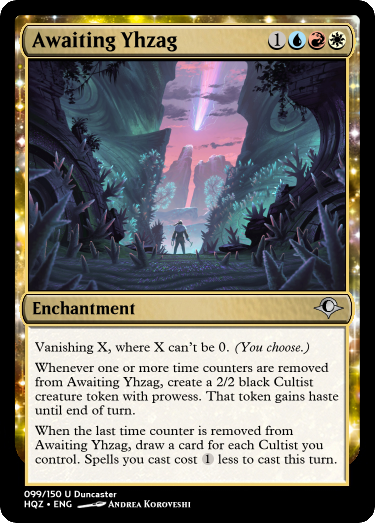 Awaiting Yhzag 1
Enchantment
Vanishing X, where X can't be 0. (You choose.)
Whenever one or more time counters are removed
from Awaiting Yhzag, create a 2/2 black Cultist
creature token with prowess. That token gains haste
until end of turn.
When the last time counter is removed from
Awaiting Yhzag, draw a card for each Cultist you
control. Spells you cast cost 1 less to cast this turn.
099/150 U Duncaster
HQZ • ENG Andrea Koroveshi